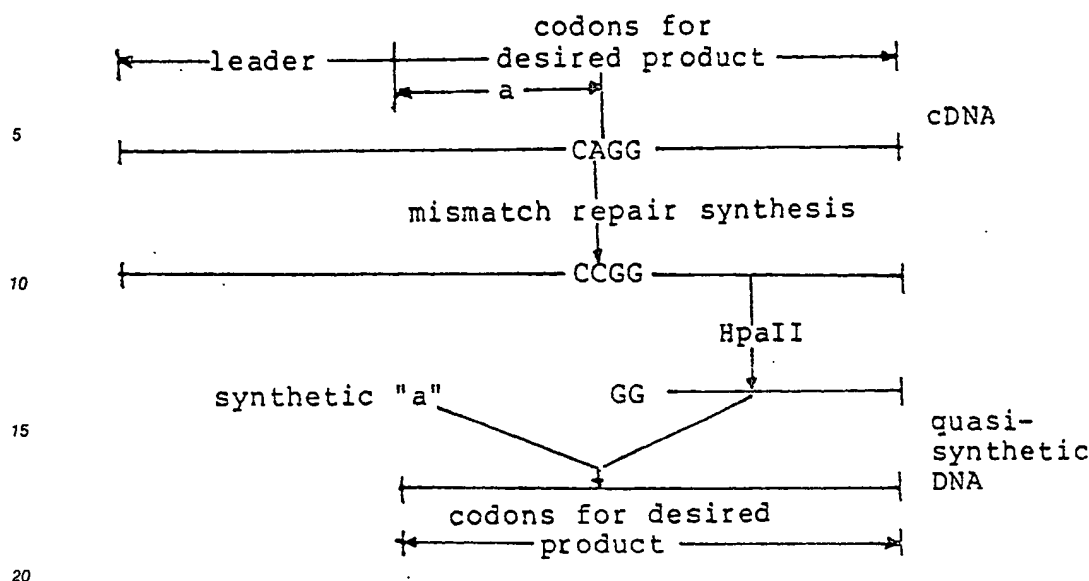 codons for
leader desired product
a
cDNA
5
CAGG
mismatch repair synthesis
CCGG
10
HpaII
synthetic "a" GG
quasi-
15
synthetic
DNA
codons for desired
product
20